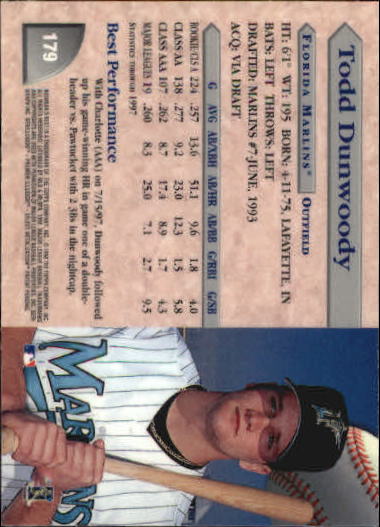 Todd Dunwoody
FLORIDA MARLINS® OUTFIELD
HT: 6'1" WT: 195 BORN: 4-11-75, LAFAYETTE, IN
BATS: LEFT THROWS: LEFT
DRAFTED: MARLINS #7-JUNE, 1993
ACQ: VIA DRAFT
G AVG AB/RBI AB/HR AB/BB G/RBI G/SB
ROOKIE/CLS A 224 .257 13.6 51.1 9.6 1.8 4.0
CLASS AA 138 .277 9.2 23.0 12.3 1.5 5.8
CLASS AAA 107 .262 8.7 17.4 8.9 1.7 4.3
MAJOR LEAGUES 19 .260 8.3 25.0 7.1 2.7 9.5
STATISTICS THROUGH 1997
Best Performance
With Charlotte (AAA) on 7/15/97, Dunwoody followed
up his game-winning HR in game one of a double-
header vs. Pawtucket with 2 3Bs in the nightcap.
179
MARLINS